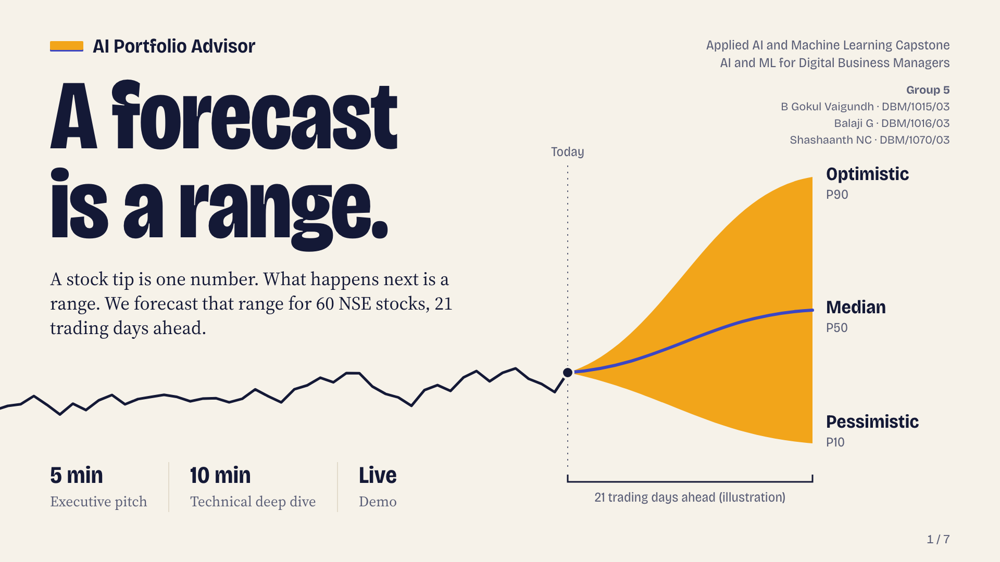 AI Portfolio Advisor
Applied AI and Machine Learning Capstone
AI and ML for Digital Business Managers
Group 5
B Gokul Vaigundh · DBM/1015/03
Balaji G · DBM/1016/03
Shashaanth NC · DBM/1070/03
A forecast
is a range.
A stock tip is one number. What happens next is a
range. We forecast that range for 60 NSE stocks, 21
trading days ahead.
Today
Optimistic
P90
Median
P50
Pessimistic
P10
21 trading days ahead (illustration)
5 min
Executive pitch
10 min
Technical deep dive
Live
Demo
1 / 7